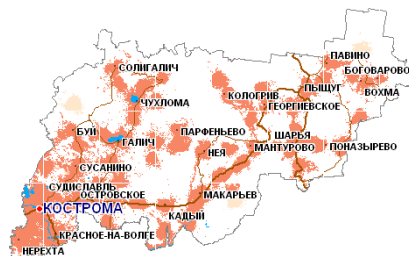 ПАВИНО
СОЛИГАЛИЧ
БОГОВАРОВО
ПЫЩУГ
ВОХМА
КОЛОГРИВ
ЧУХЛОМА
ГЕОРГИЕВСКОЕ
БУЙ
ПАРФЕНЬЕВО
ШАРЬЯ
ГАЛИЧ
МАНТУРОВО
ПОНАЗЫРЕВО
НЕЯ
СУСАНИНО
СУДИСЛАВЛЬ
ОСТРОВСКОЕ
МАКАРЬЕВ
КОСТРОМА
КАДЫЙ
КРАСНОЕ-НА-ВОЛГЕ
НЕРЕХТА